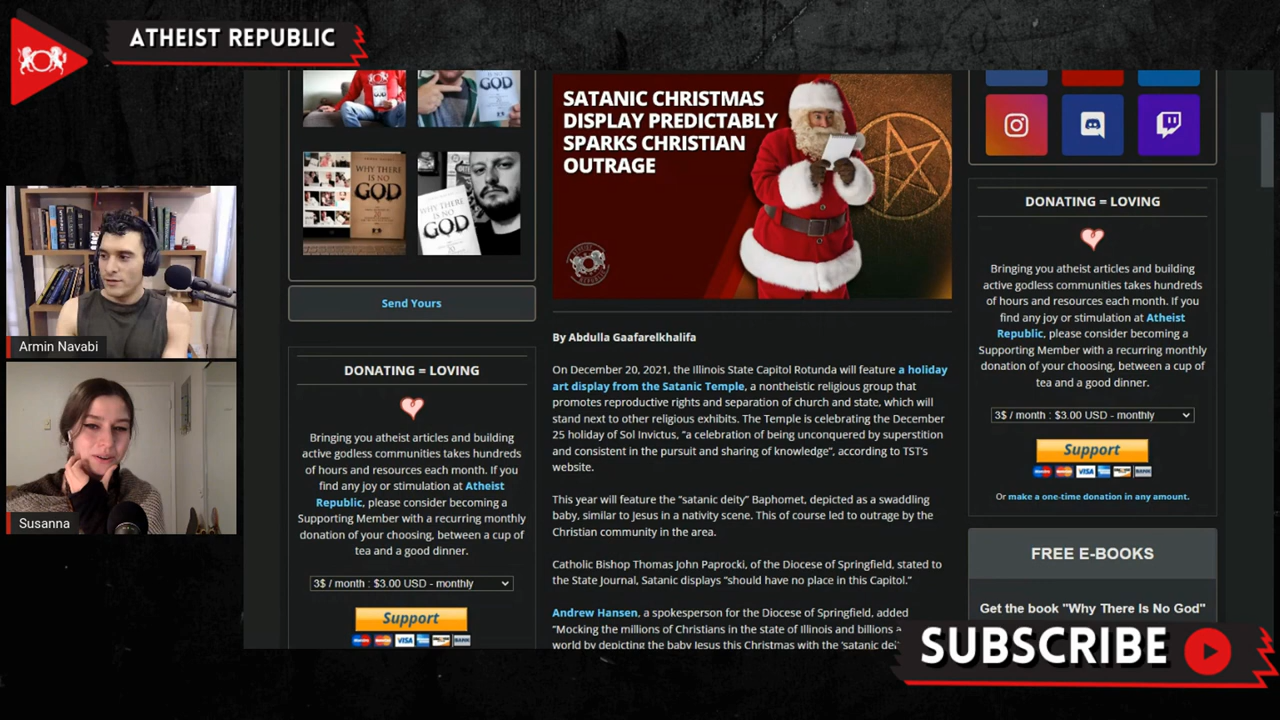 ATHEIST REPUBLIC
Armin Navabi
Susanna
WHY THERE IS NO
GOD
WHY THERE IS NO
GOD
Send Yours
DONATING = LOVING
Bringing you atheist articles and building
active godless communities takes hundreds
of hours and resources each month. If you
find any joy or stimulation at Atheist
Republic, please consider becoming a
Supporting Member with a recurring monthly
donation of your choosing, between a cup of
tea and a good dinner.
3$ / month : $3.00 USD - monthly
Support
VISA
BANK
SATANIC CHRISTMAS
DISPLAY PREDICTABLY
SPARKS CHRISTIAN
OUTRAGE
By Abdulla Gaafarelkhalifa
On December 20, 2021, the Illinois State Capitol Rotunda will feature a holiday
art display from the Satanic Temple, a nontheistic religious group that
promotes reproductive rights and separation of church and state, which will
stand next to other religious exhibits. The Temple is celebrating the December
25 holiday of Sol Invictus, “a celebration of being unconquered by superstition
and consistent in the pursuit and sharing of knowledge”, according to TST’s
website.
This year will feature the “satanic deity” Baphomet, depicted as a swaddling
baby, similar to Jesus in a nativity scene. This of course led to outrage by the
Christian community in the area.
Catholic Bishop Thomas John Paprocki, of the Diocese of Springfield, stated to
the State Journal, Satanic displays “should have no place in this Capitol.”
Andrew Hansen, a spokesperson for the Diocese of Springfield, added
“Mocking the millions of Christians in the state of Illinois and billions
world by depicting the baby Jesus this Christmas with the ‘satanic
DONATING = LOVING
Bringing you atheist articles and building
active godless communities takes hundreds
of hours and resources each month. If you
find any joy or stimulation at Atheist
Republic, please consider becoming a
Supporting Member with a recurring monthly
donation of your choosing, between a cup of
tea and a good dinner.
3$ / month : $3.00 USD - monthly
Support
VISA
BANK
Or make a one-time donation in any amount.
FREE E-BOOKS
Get the book "Why There Is No God"
SUBSCRIBE